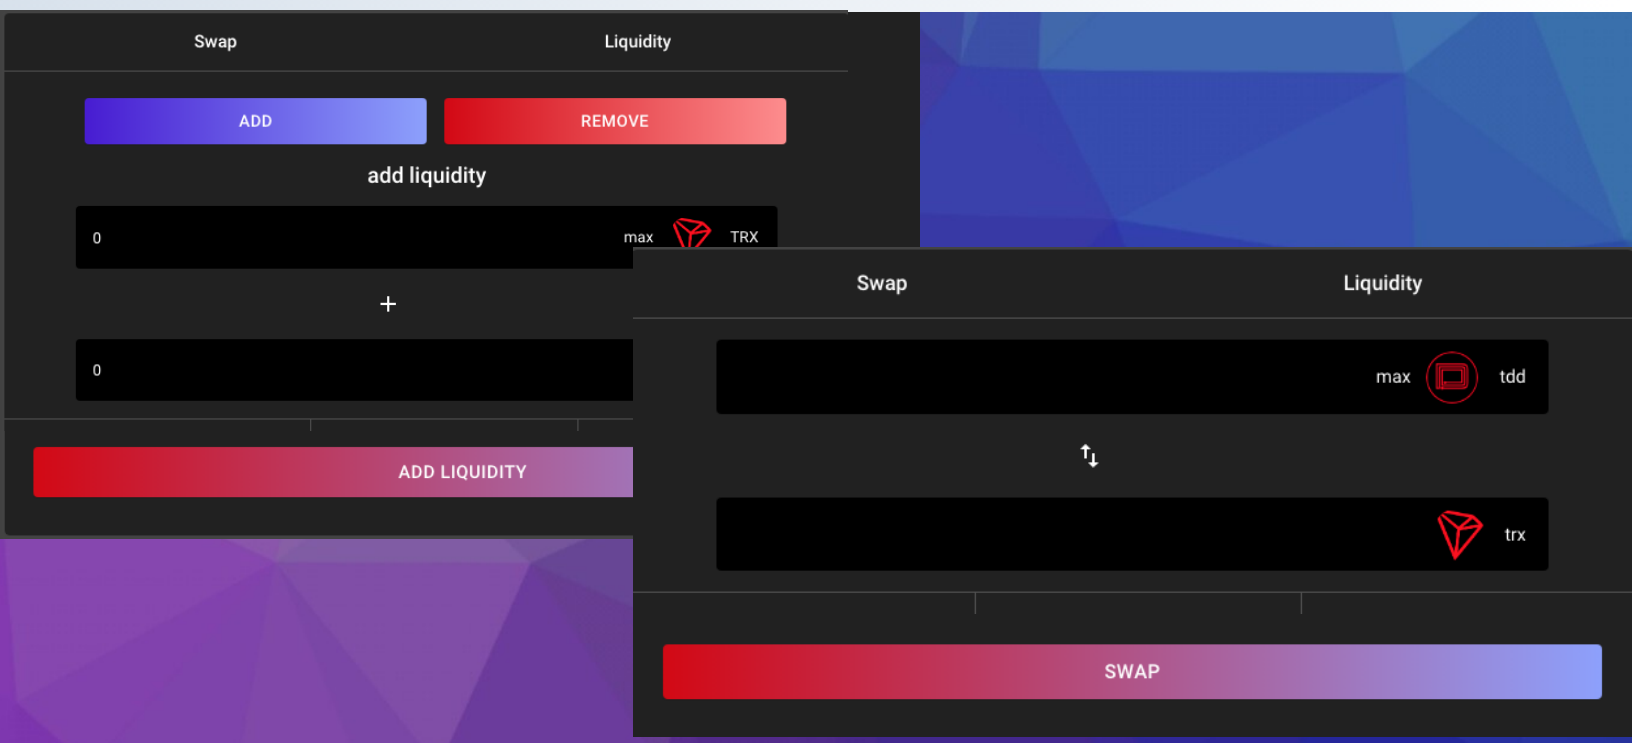 Swap Liquidity
ADD REMOVE
add liquidity
0 max TRX
+
0
ADD LIQUIDITY
Swap Liquidity
max tdd
trx
SWAP